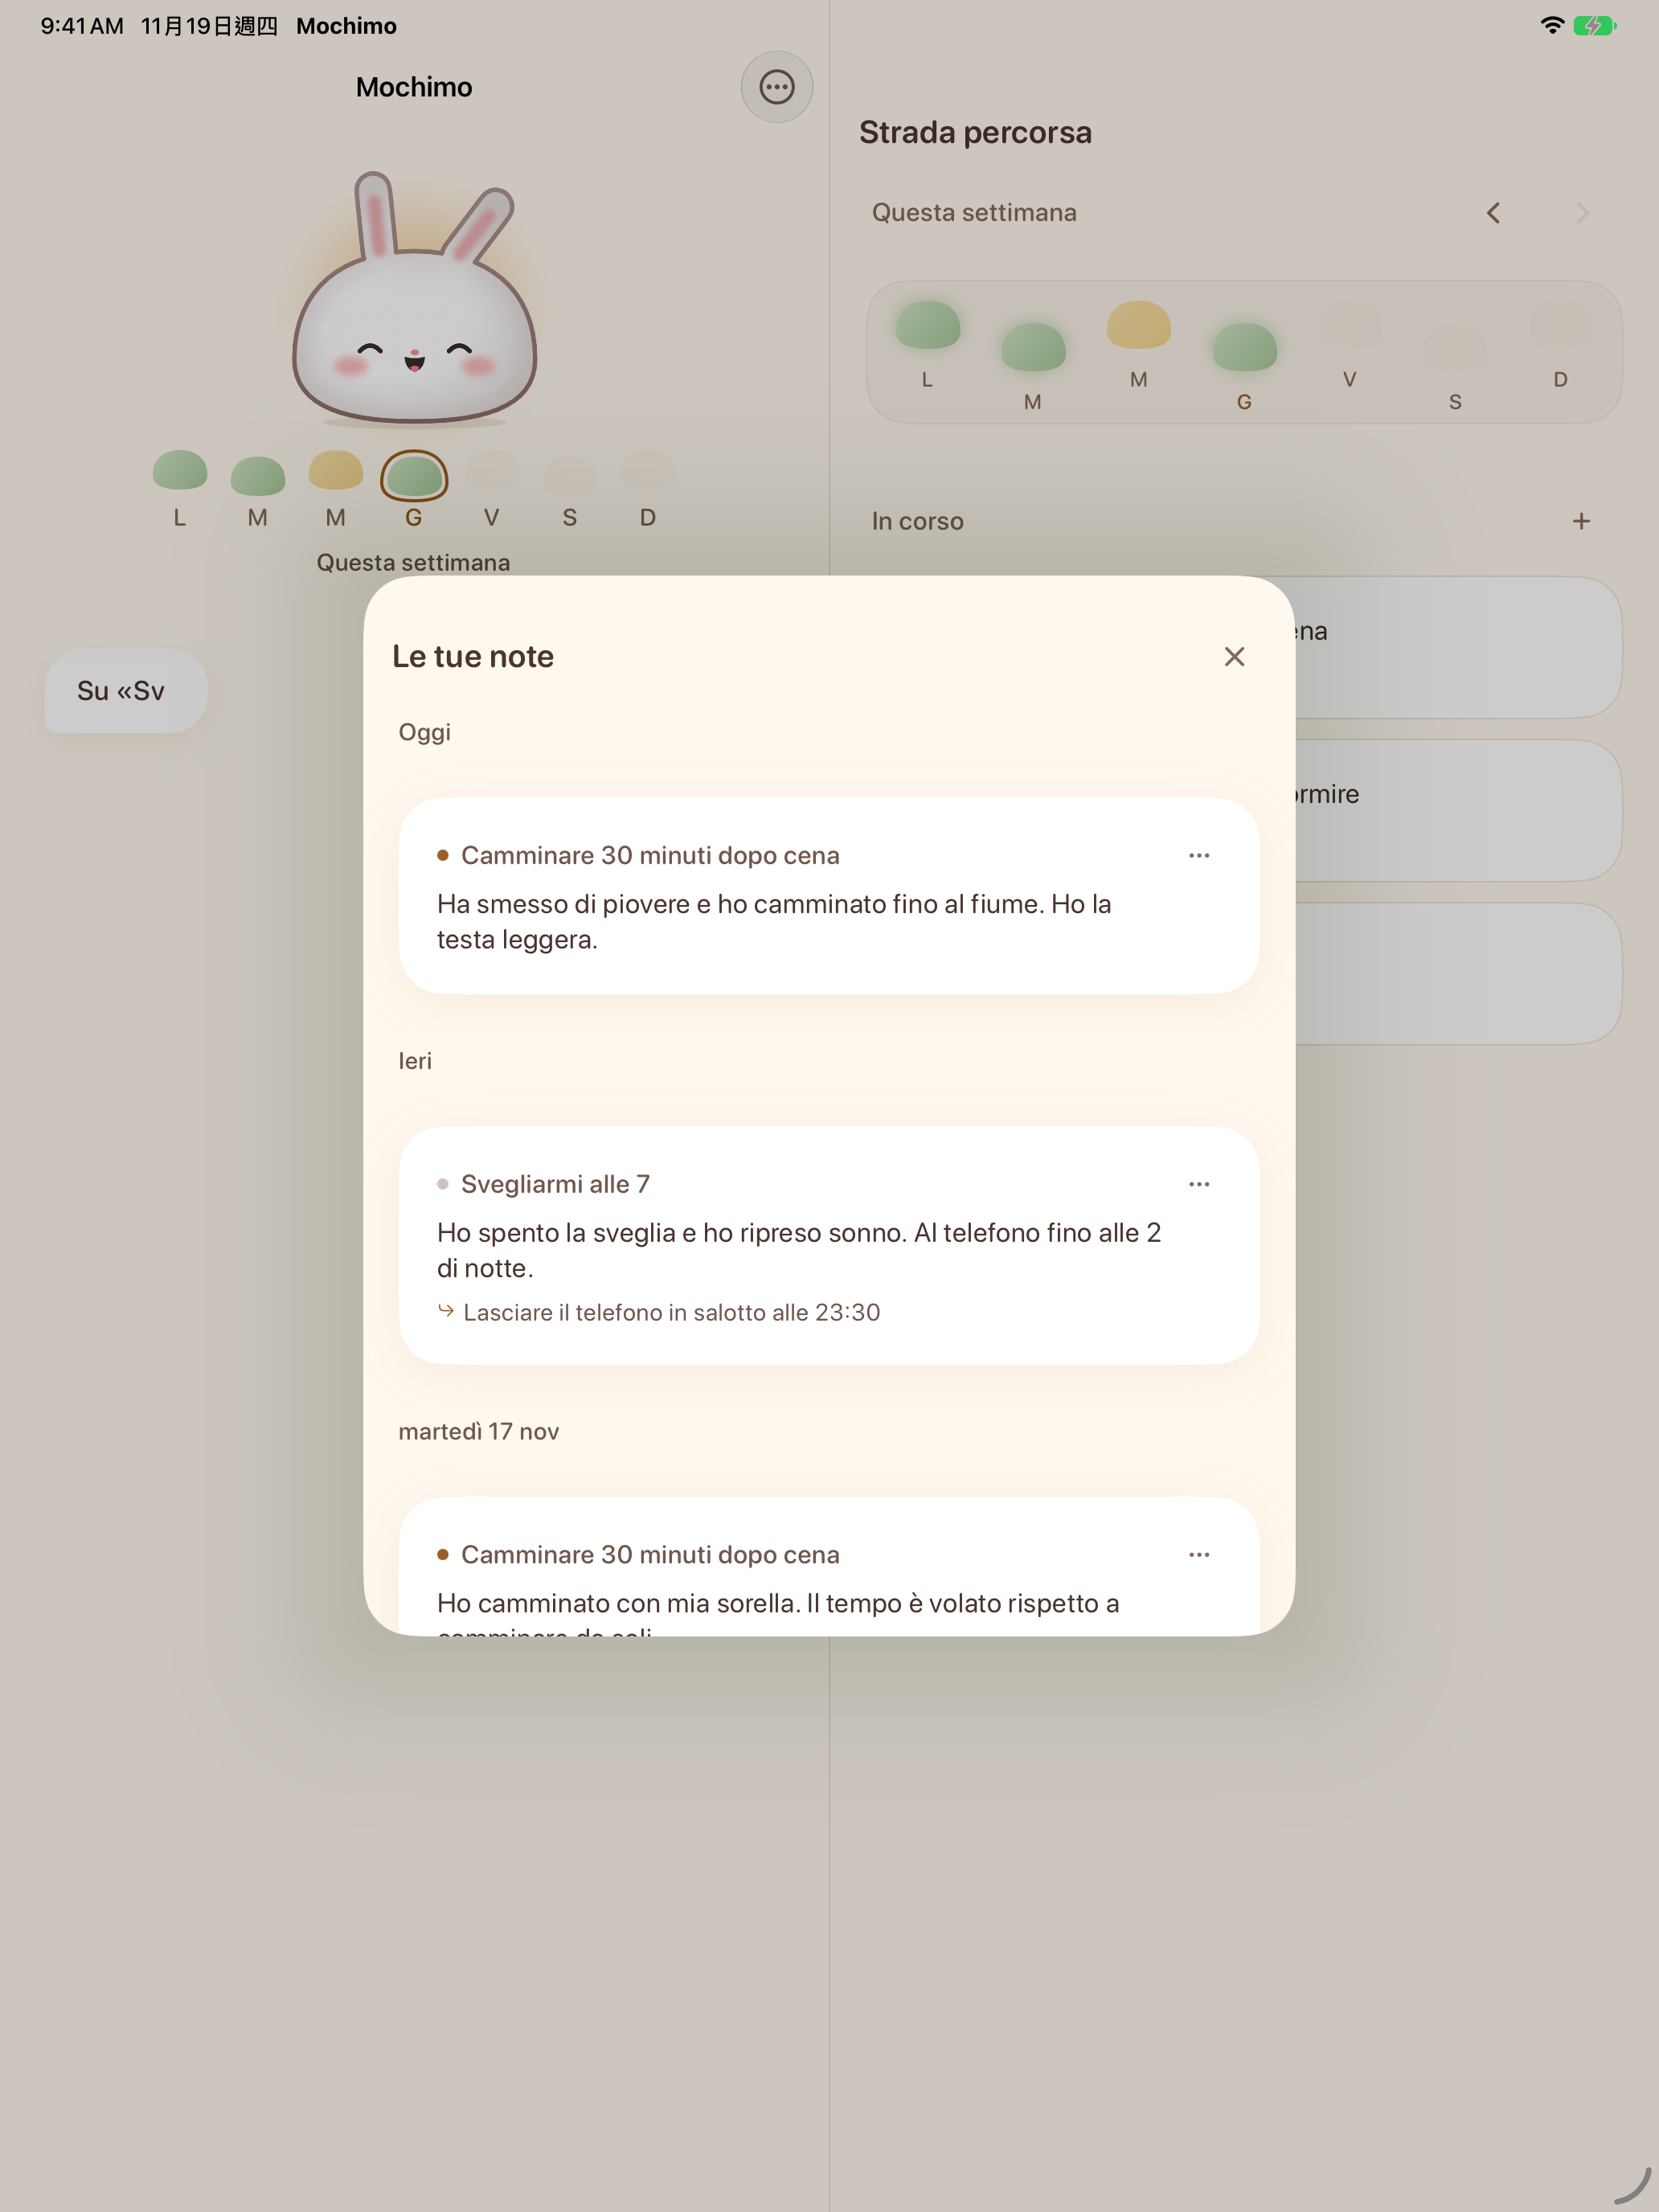 9:41 AM 11月19日週四 Mochimo
Mochimo
L M M G V S D
Questa settimana
Su «Sv
Strada percorsa
Questa settimana
L M M G V S D
In corso
ena
ormire
Le tue note
Oggi
Camminare 30 minuti dopo cena
Ha smesso di piovere e ho camminato fino al fiume. Ho la
testa leggera.
Ieri
Svegliarmi alle 7
Ho spento la sveglia e ho ripreso sonno. Al telefono fino alle 2
di notte.
Lasciare il telefono in salotto alle 23:30
martedì 17 nov
Camminare 30 minuti dopo cena
Ho camminato con mia sorella. Il tempo è volato rispetto a